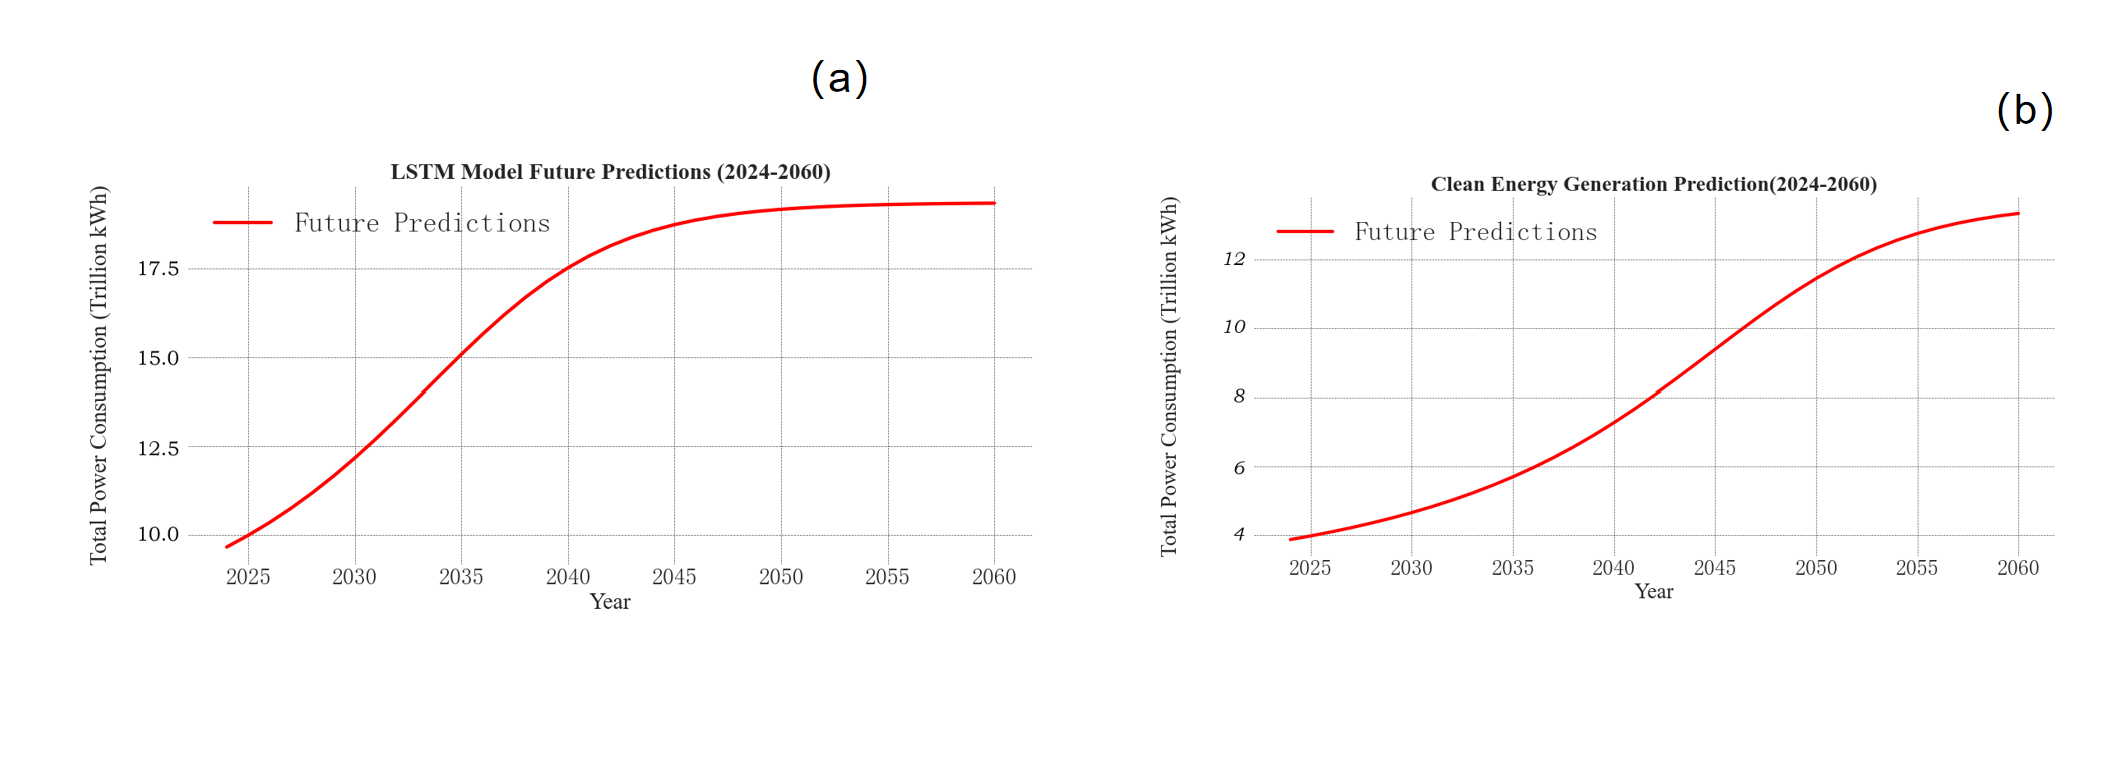 (a)
LSTM Model Future Predictions (2024-2060)
Total Power Consumption (Trillion kWh)
Future Predictions
17.5
15.0
12.5
10.0
2025 2030 2035 2040 2045 2050 2055 2060
Year
(b)
Clean Energy Generation Prediction(2024-2060)
Total Power Consumption (Trillion kWh)
Future Predictions
12
10
8
6
4
2025 2030 2035 2040 2045 2050 2055 2060
Year